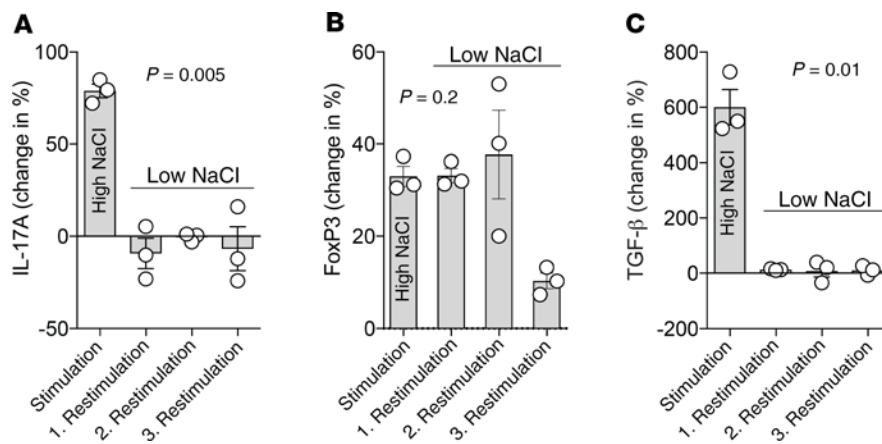 A
IL-17A (change in %)
100
50
0
-50
P = 0.005
High NaCl
Low NaCl
Stimulation
1. Restimulation
2. Restimulation
3. Restimulation
B
FoxP3 (change in %)
60
40
20
0
Low NaCl
P = 0.2
High NaCl
Stimulation
1. Restimulation
2. Restimulation
3. Restimulation
C
TGF-β (change in %)
800
600
400
200
0
-200
P = 0.01
High NaCl
Low NaCl
Stimulation
1. Restimulation
2. Restimulation
3. Restimulation